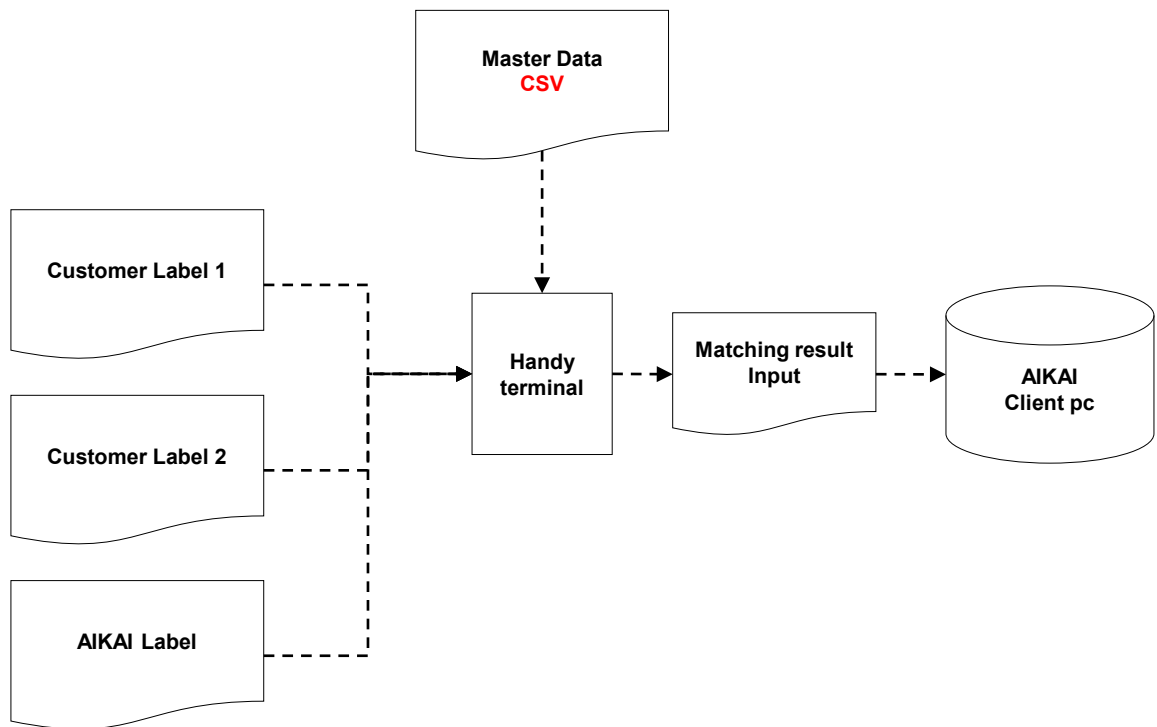 Master Data
CSV
Customer Label 1
Handy
terminal
Matching result
Input
AIKAI
Client pc
Customer Label 2
AIKAI Label